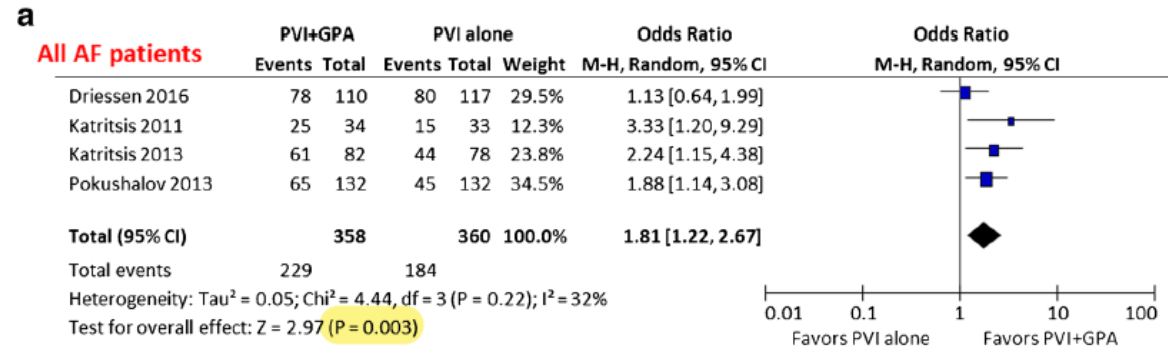 a
All AF patients
PVI+GPA PVI alone Odds Ratio Odds Ratio
Events Total Events Total Weight M-H, Random, 95% CI M-H, Random, 95% CI
Driessen 2016 78 110 80 117 29.5% 1.13 [0.64, 1.99]
Katritsis 2011 25 34 15 33 12.3% 3.33 [1.20, 9.29]
Katritsis 2013 61 82 44 78 23.8% 2.24 [1.15, 4.38]
Pokushalov 2013 65 132 45 132 34.5% 1.88 [1.14, 3.08]
Total (95% CI) 358 360 100.0% 1.81 [1.22, 2.67]
Total events 229 184
Heterogeneity: Tau² = 0.05; Chi² = 4.44, df = 3 (P = 0.22); I² = 32%
Test for overall effect: Z = 2.97 (P = 0.003)
0.01 0.1 1 10 100
Favors PVI alone Favors PVI+GPA